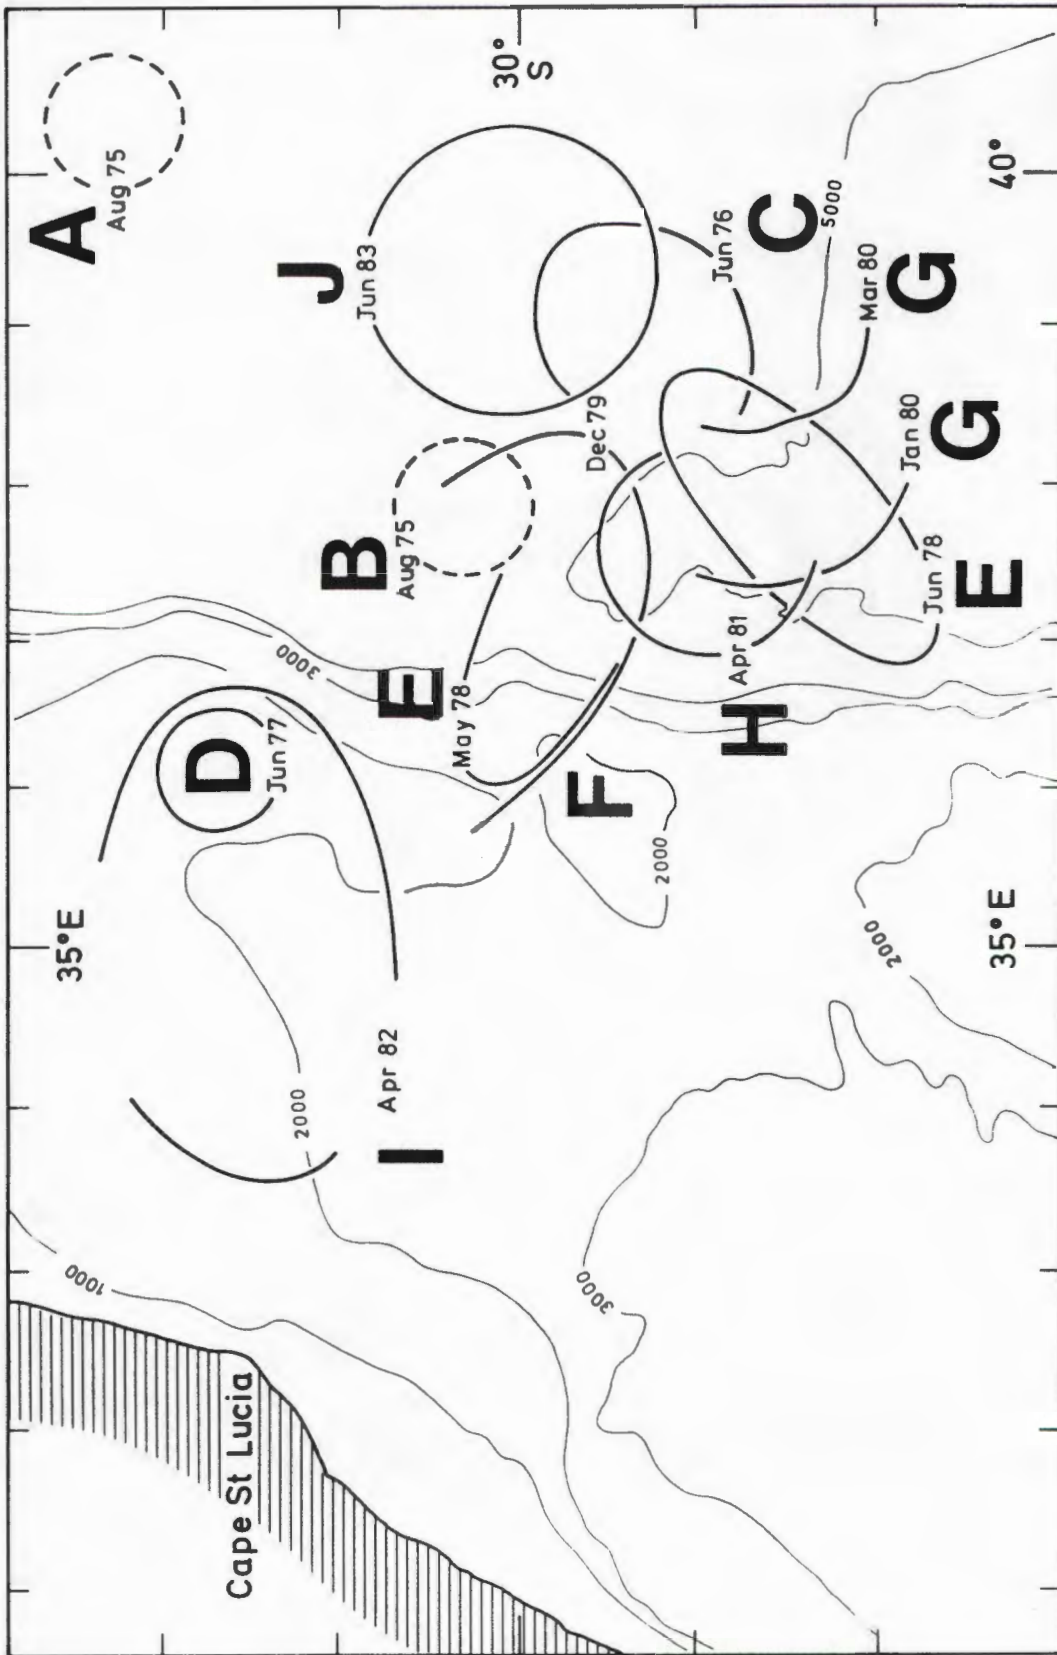 35°E
A
Aug 75
D
Jun 77
3000
J
Jun 83
B
Aug 75
E
May 78
I
Apr 82
2000
1000
Cape St Lucia
30°
S
Dec 79
F
2000
Jun 76
C
Apr 81
H
5000
Mar 80
G
Jan 80
G
Jun 78
E
3000
2000
35°E
40°